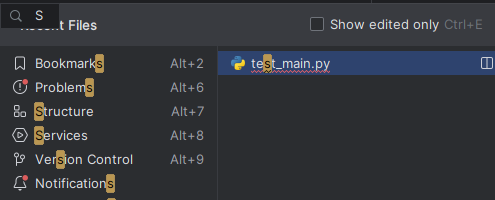 S
Recent Files
Show edited only Ctrl+E
Bookmarks Alt+2
test_main.py
Problems Alt+6
Structure Alt+7
Services Alt+8
Version Control Alt+9
Notifications